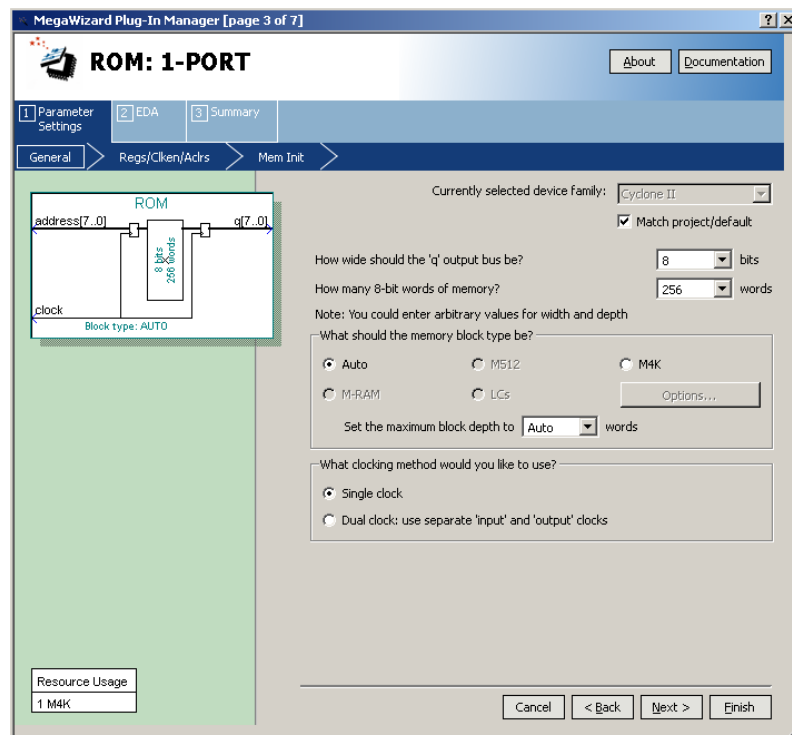 MegaWizard Plug-In Manager [page 3 of 7]
ROM: 1-PORT
About
Documentation
1 Parameter Settings
2 EDA
3 Summary
General
Regs/Clken/Aclrs
Mem Init
ROM
address[7..0]
q[7..0]
8 bits
256 words
clock
Block type: AUTO
Currently selected device family:
Cyclone II
Match project/default
How wide should the 'q' output bus be?
8
bits
How many 8-bit words of memory?
256
words
Note: You could enter arbitrary values for width and depth
What should the memory block type be?
Auto
M512
M4K
M-RAM
LCs
Options...
Set the maximum block depth to
Auto
words
What clocking method would you like to use?
Single clock
Dual clock: use separate 'input' and 'output' clocks
Resource Usage
1 M4K
Cancel
< Back
Next >
Finish